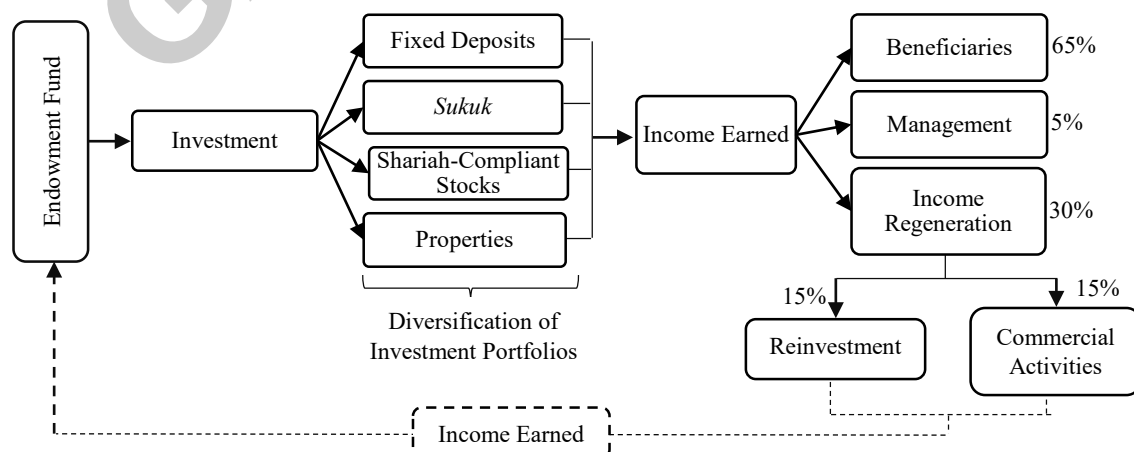 Endowment Fund
Investment
Fixed Deposits
Sukuk
Shariah-Compliant
Stocks
Properties
Diversification of
Investment Portfolios
Income Earned
Beneficiaries
65%
Management
5%
Income
Regeneration
30%
15%
15%
Reinvestment
Commercial
Activities
Income Earned